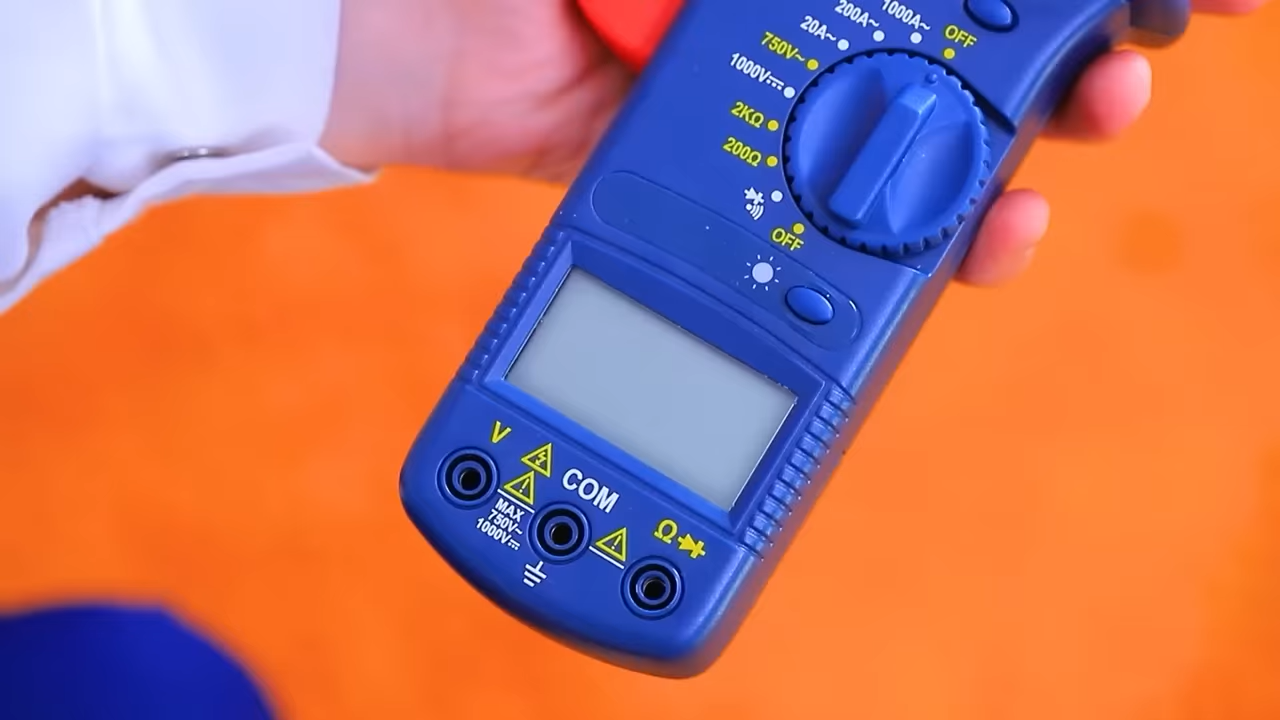 1000A~
OFF
200A~
20A~
750V~
1000V⎓
2KΩ
200Ω
OFF
V
COM
MAX
750V~
1000V⎓
Ω